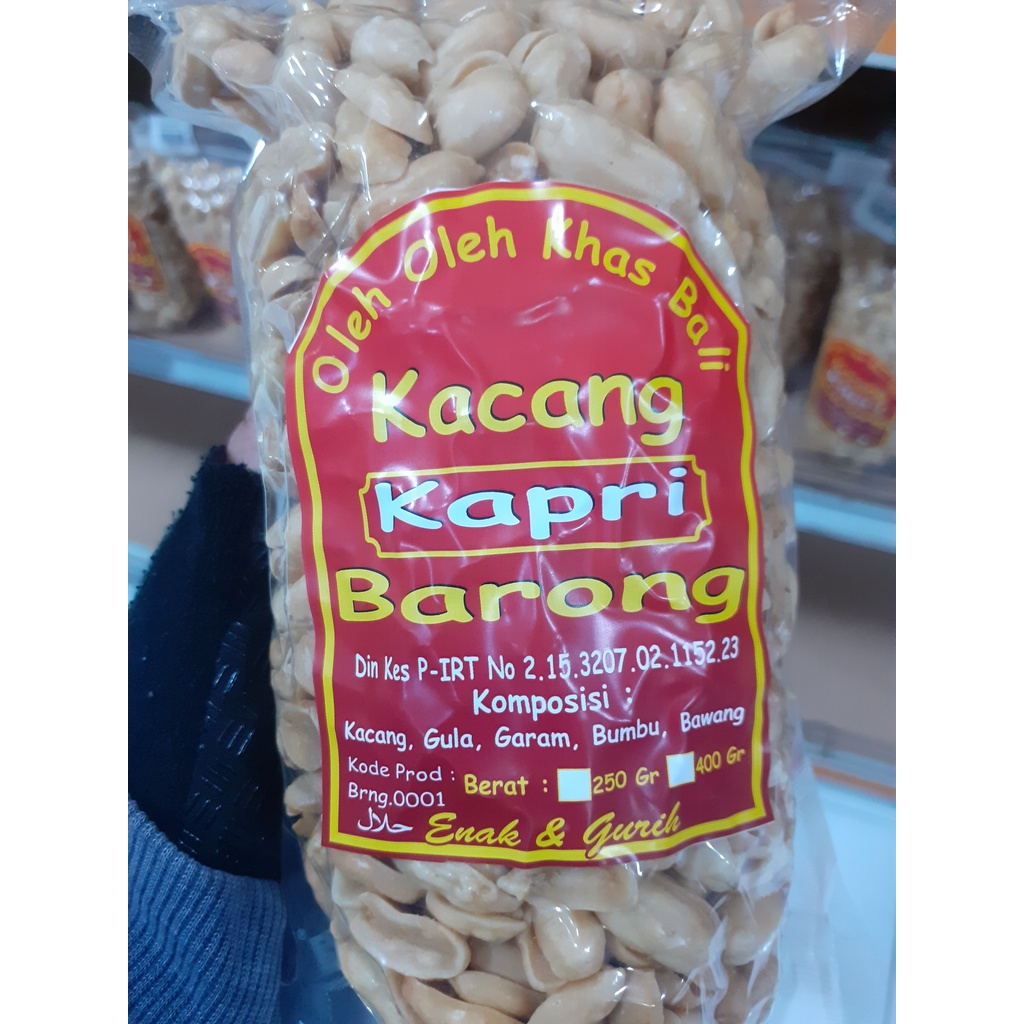 Oleh Oleh Khas Bali
Kacang
Kapri
Barong
Din Kes P-IRT No 2.15.3207.02.1152.23
Komposisi :
Kacang, Gula, Garam, Bumbu, Bawang
Kode Prod :
Brng.0001
Berat : 250 Gr 400 Gr
حلال Enak & Gurih